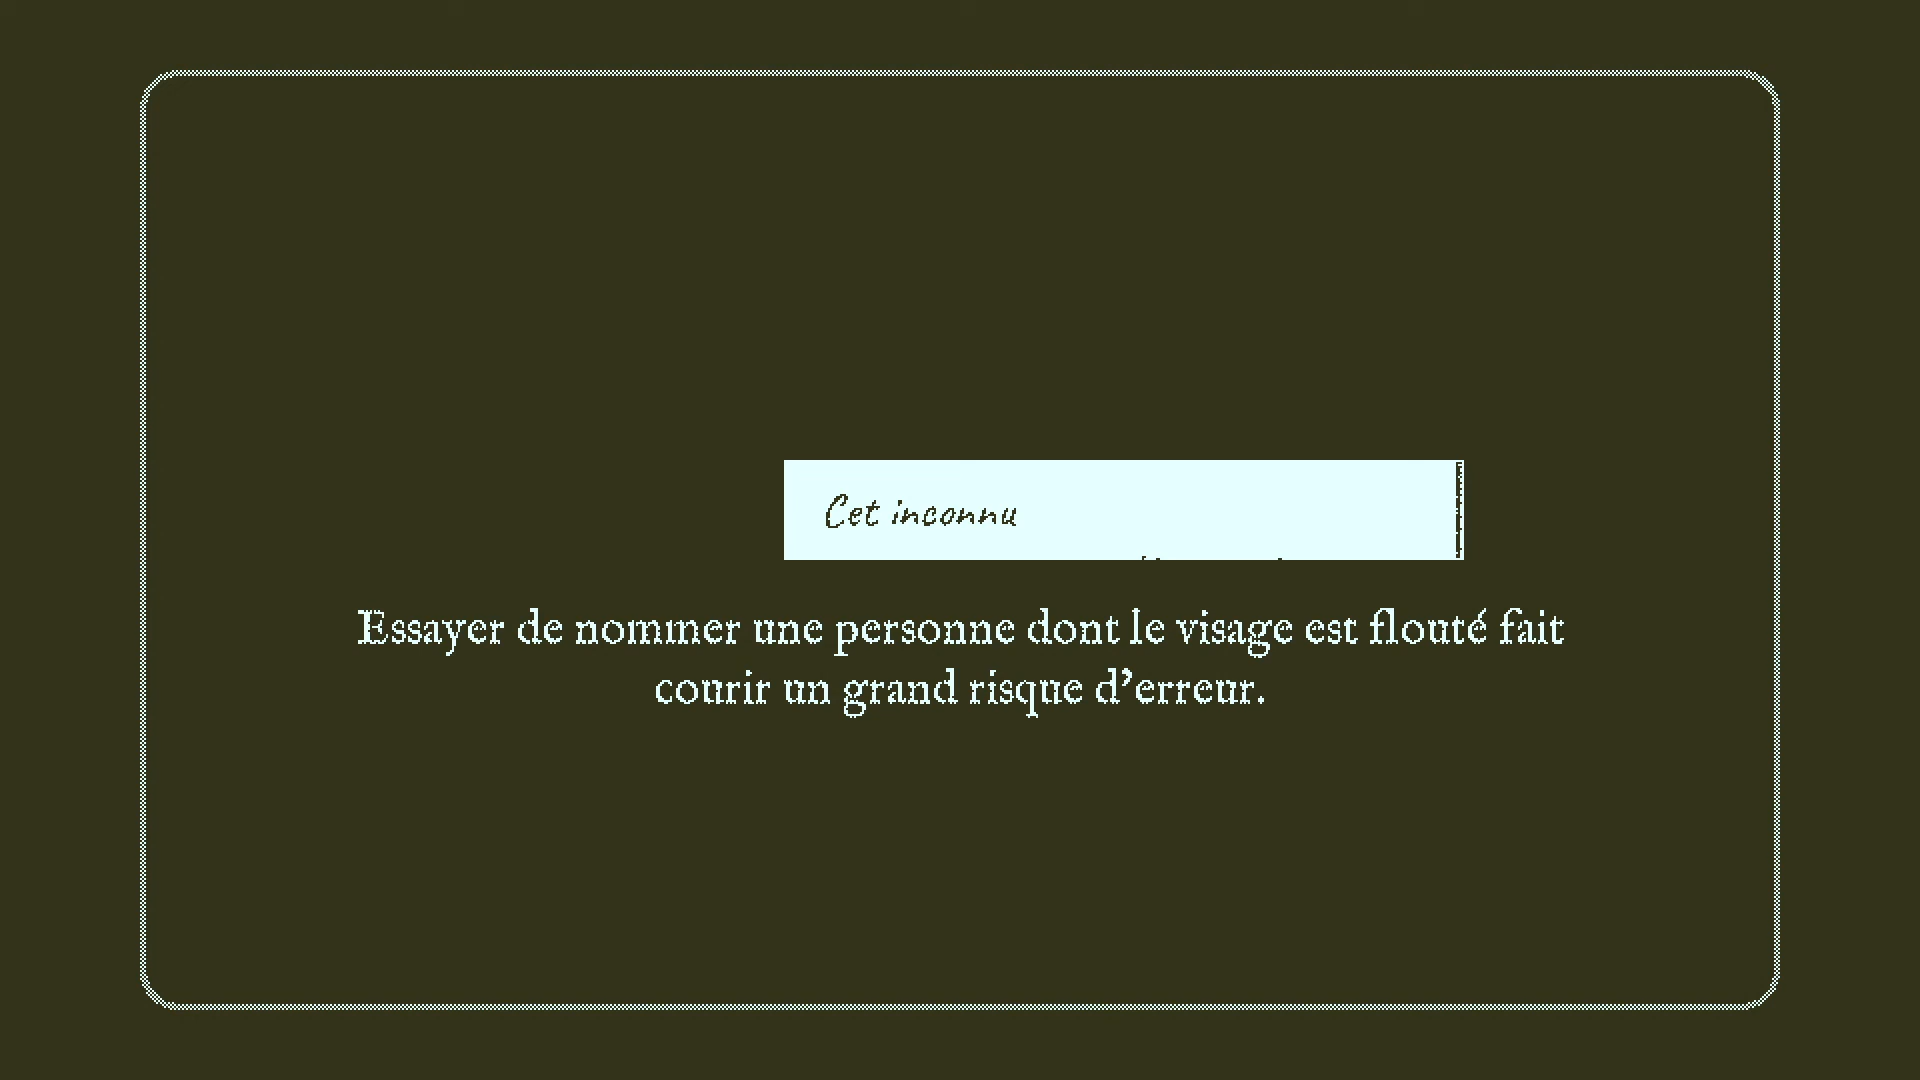 Cet inconnu
Essayer de nommer une personne dont le visage est flouté fait
courir un grand risque d’erreur.